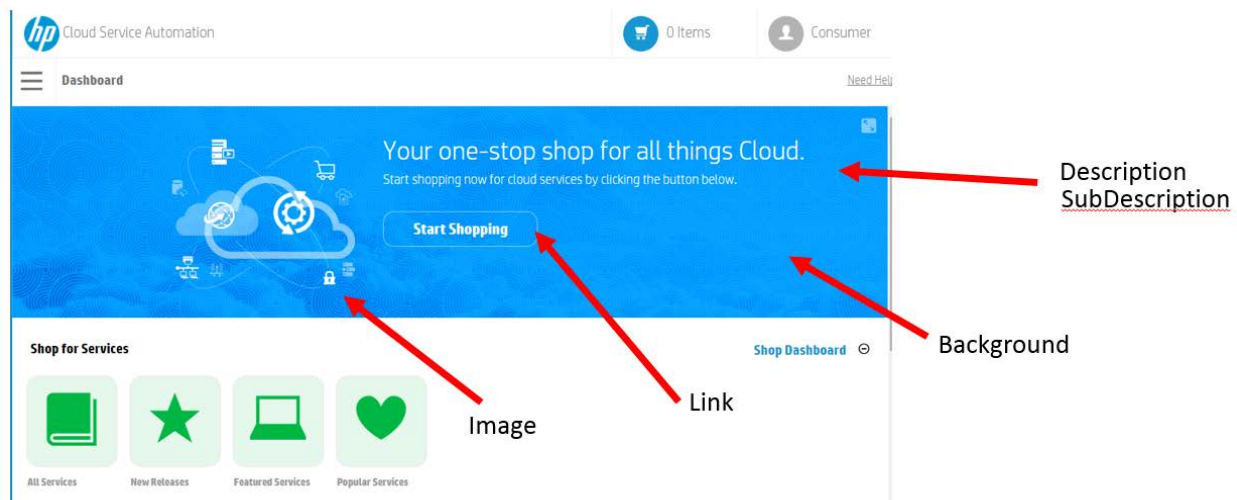 hp Cloud Service Automation 0 Items Consumer
Dashboard Need Help
Your one-stop shop for all things Cloud.
Start shopping now for cloud services by clicking the button below.
Start Shopping
Description
SubDescription
Background
Shop for Services Shop Dashboard
Link
Image
All Services New Releases Featured Services Popular Services